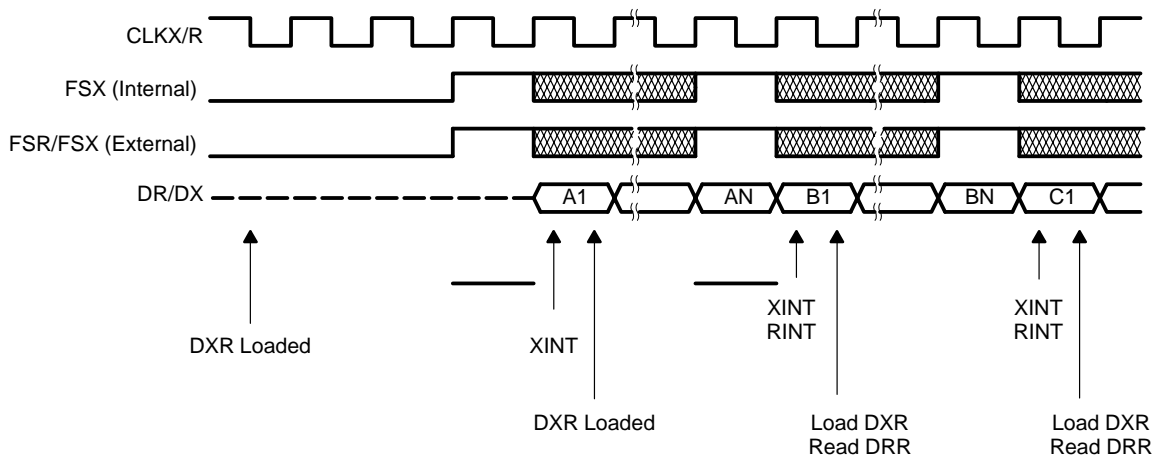 CLKX/R
FSX (Internal)
FSR/FSX (External)
DR/DX
A1
AN
B1
BN
C1
DXR Loaded
XINT
XINT
RINT
XINT
RINT
DXR Loaded
Load DXR
Read DRR
Load DXR
Read DRR